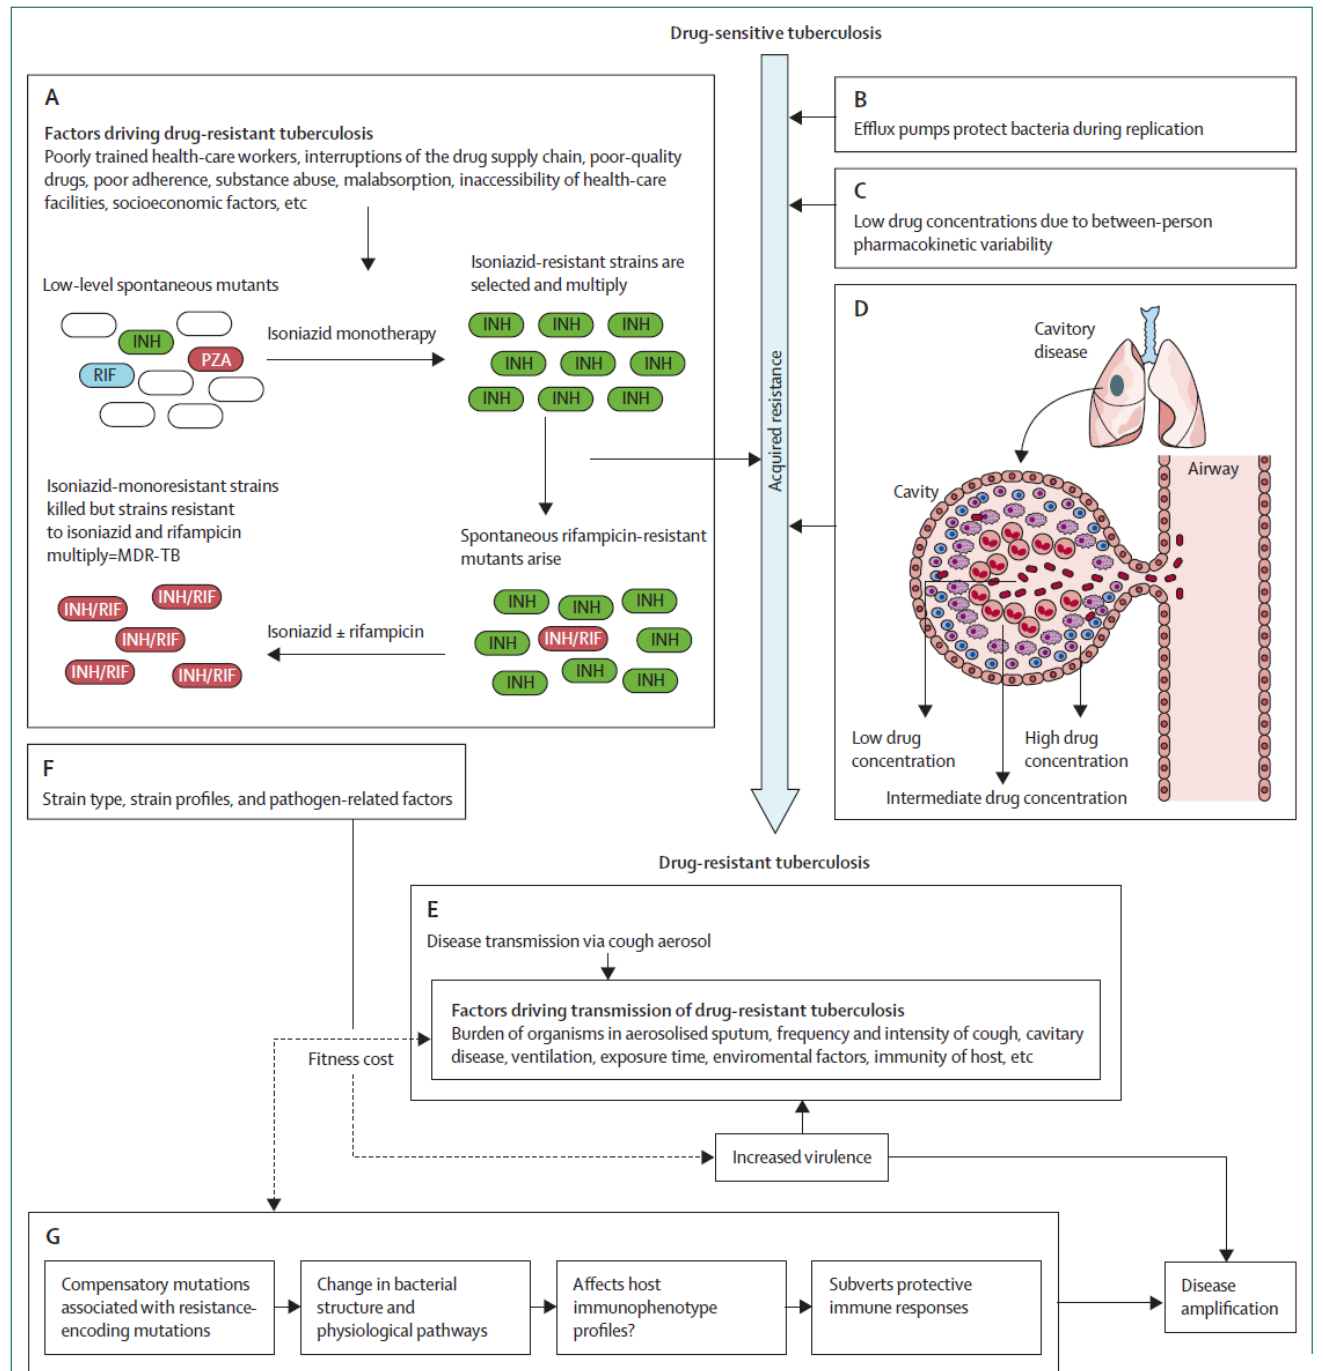 Drug-sensitive tuberculosis
A
Factors driving drug-resistant tuberculosis
Poorly trained health-care workers, interruptions of the drug supply chain, poor-quality
drugs, poor adherence, substance abuse, malabsorption, inaccessibility of health-care
facilities, socioeconomic factors, etc
Low-level spontaneous mutants
INH
PZA
RIF
Isoniazid monotherapy
Isoniazid-resistant strains are
selected and multiply
INH INH INH
INH INH INH
INH INH INH
Spontaneous rifampicin-resistant
mutants arise
INH INH INH
INH INH/RIF INH
INH INH INH
Isoniazid ± rifampicin
Isoniazid-monoresistant strains
killed but strains resistant
to isoniazid and rifampicin
multiply=MDR-TB
INH/RIF INH/RIF
INH/RIF
INH/RIF INH/RIF
Acquired resistance
B
Efflux pumps protect bacteria during replication
C
Low drug concentrations due to between-person
pharmacokinetic variability
D
Cavitory
disease
Airway
Cavity
Low drug
concentration
High drug
concentration
Intermediate drug concentration
F
Strain type, strain profiles, and pathogen-related factors
Drug-resistant tuberculosis
E
Disease transmission via cough aerosol
Factors driving transmission of drug-resistant tuberculosis
Burden of organisms in aerosolised sputum, frequency and intensity of cough, cavitary
disease, ventilation, exposure time, enviromental factors, immunity of host, etc
Fitness cost
Increased virulence
G
Compensatory mutations
associated with resistance-
encoding mutations
Change in bacterial
structure and
physiological pathways
Affects host
immunophenotype
profiles?
Subverts protective
immune responses
Disease
amplification